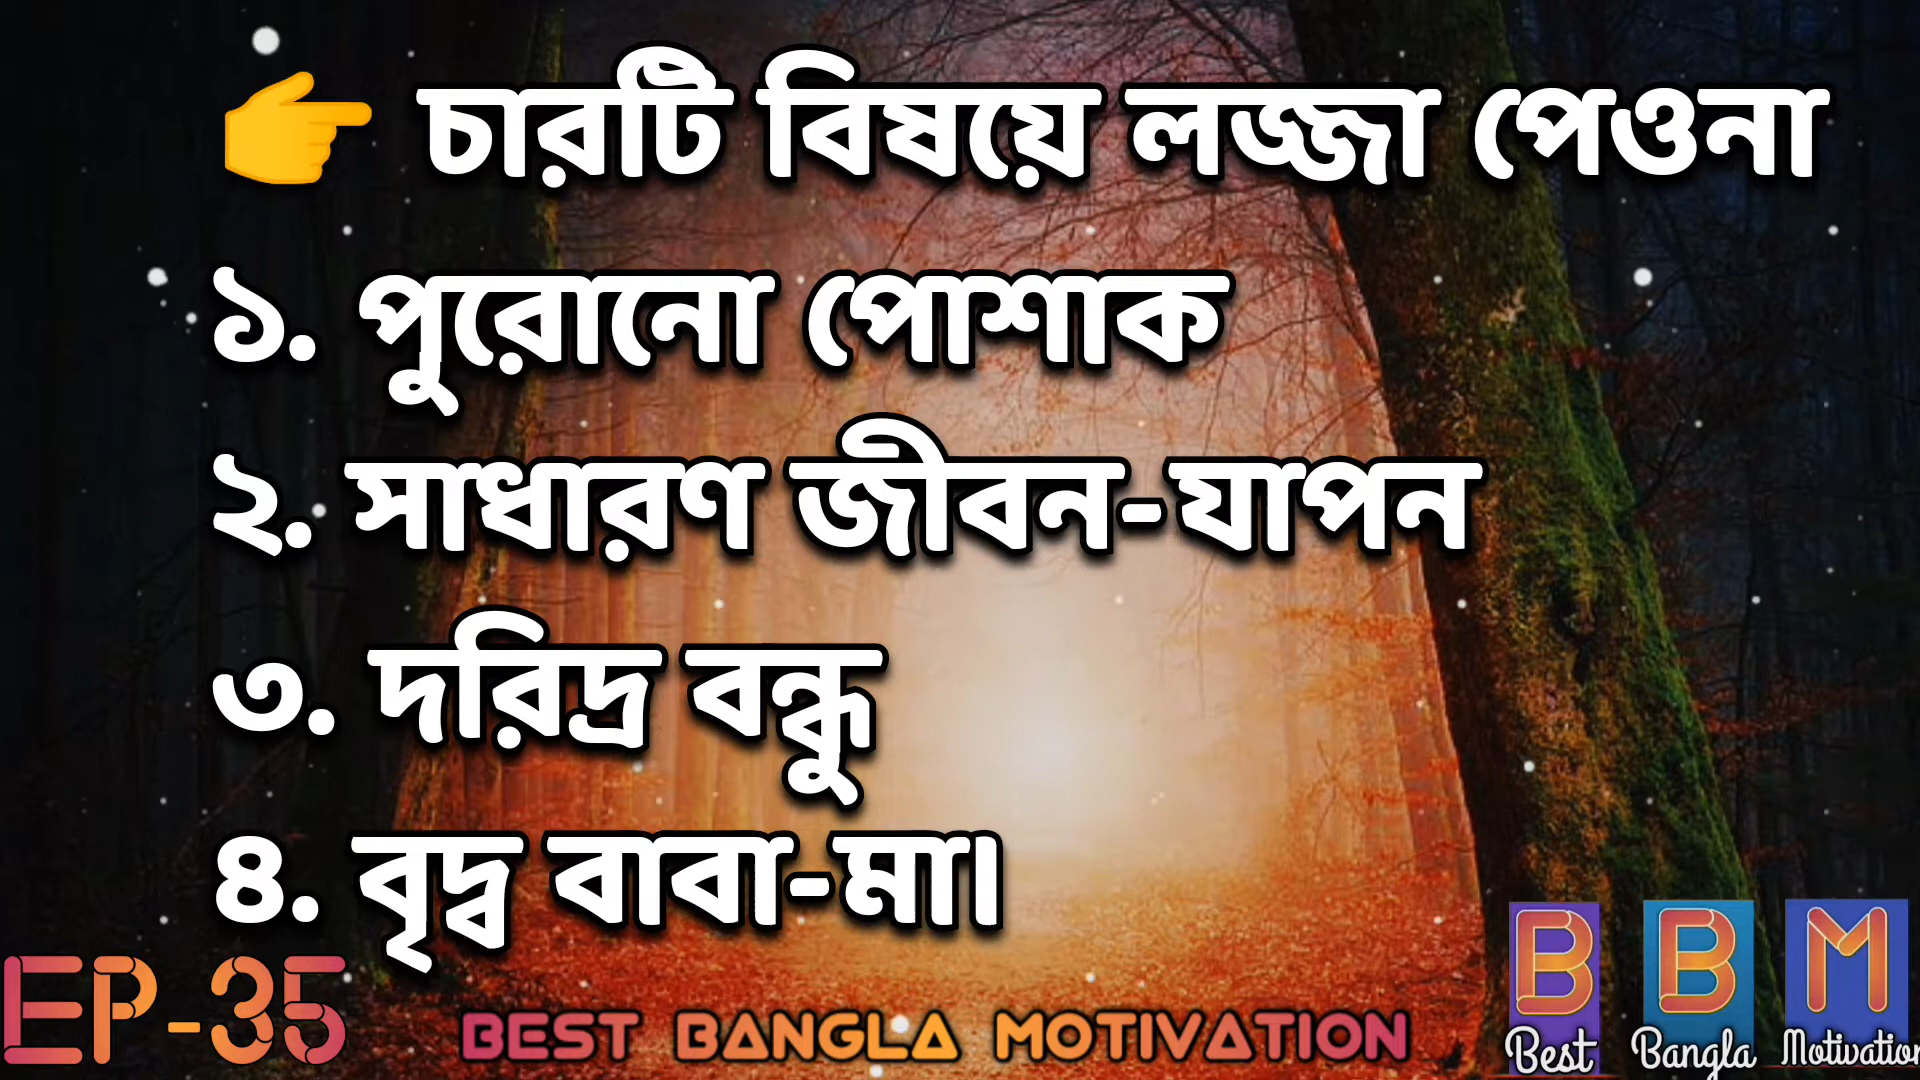 👉 চারটি বিষয়ে লজ্জা পেওনা
১. পুরোনো পোশাক
২. সাধারণ জীবন-যাপন
৩. দরিদ্র বন্ধু
৪. বৃদ্ব বাবা-মা।
EP-35
BEST BANGLA MOTIVATION
B B M
Best Bangla Motivation